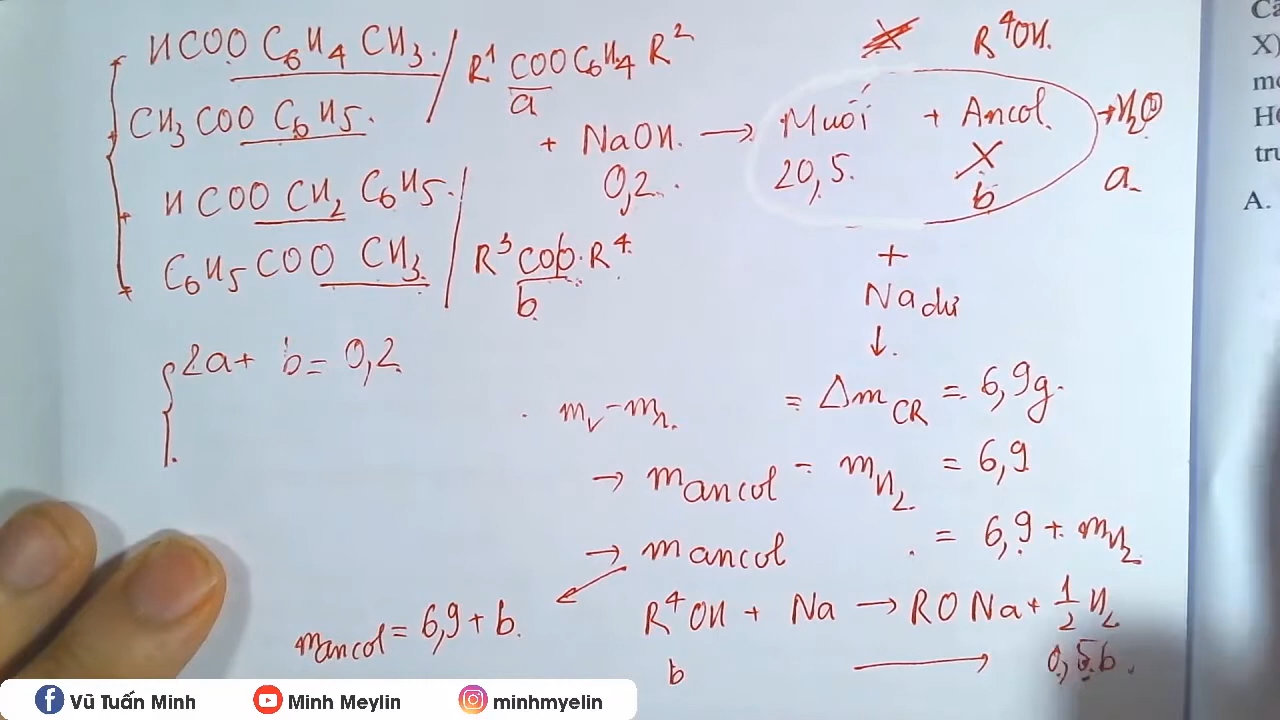 HCOO C6H4 CH3. / R¹ COO C6H4 R²
a
CH3 COO C6H5.
HCOO CH2 C6H5. / R³ COO. R⁴
b
C6H5 COO CH3
R⁴OH.
+ NaOH. → Muối + Ancol + H2O
0,2.. 20,5. X a
b
+
Na dư
↓.
2a + b = 0,2
. mv - mr. = Δm CR = 6,9g.
→ m ancol - m H2 = 6,9
→ m ancol . = 6,9 + m H2
m ancol = 6,9 + b.
R⁴OH + Na → RO Na + 1/2 H2
b → 0,5b.
Vũ Tuấn Minh
Minh Meylin
minhmyelin
X)
A.